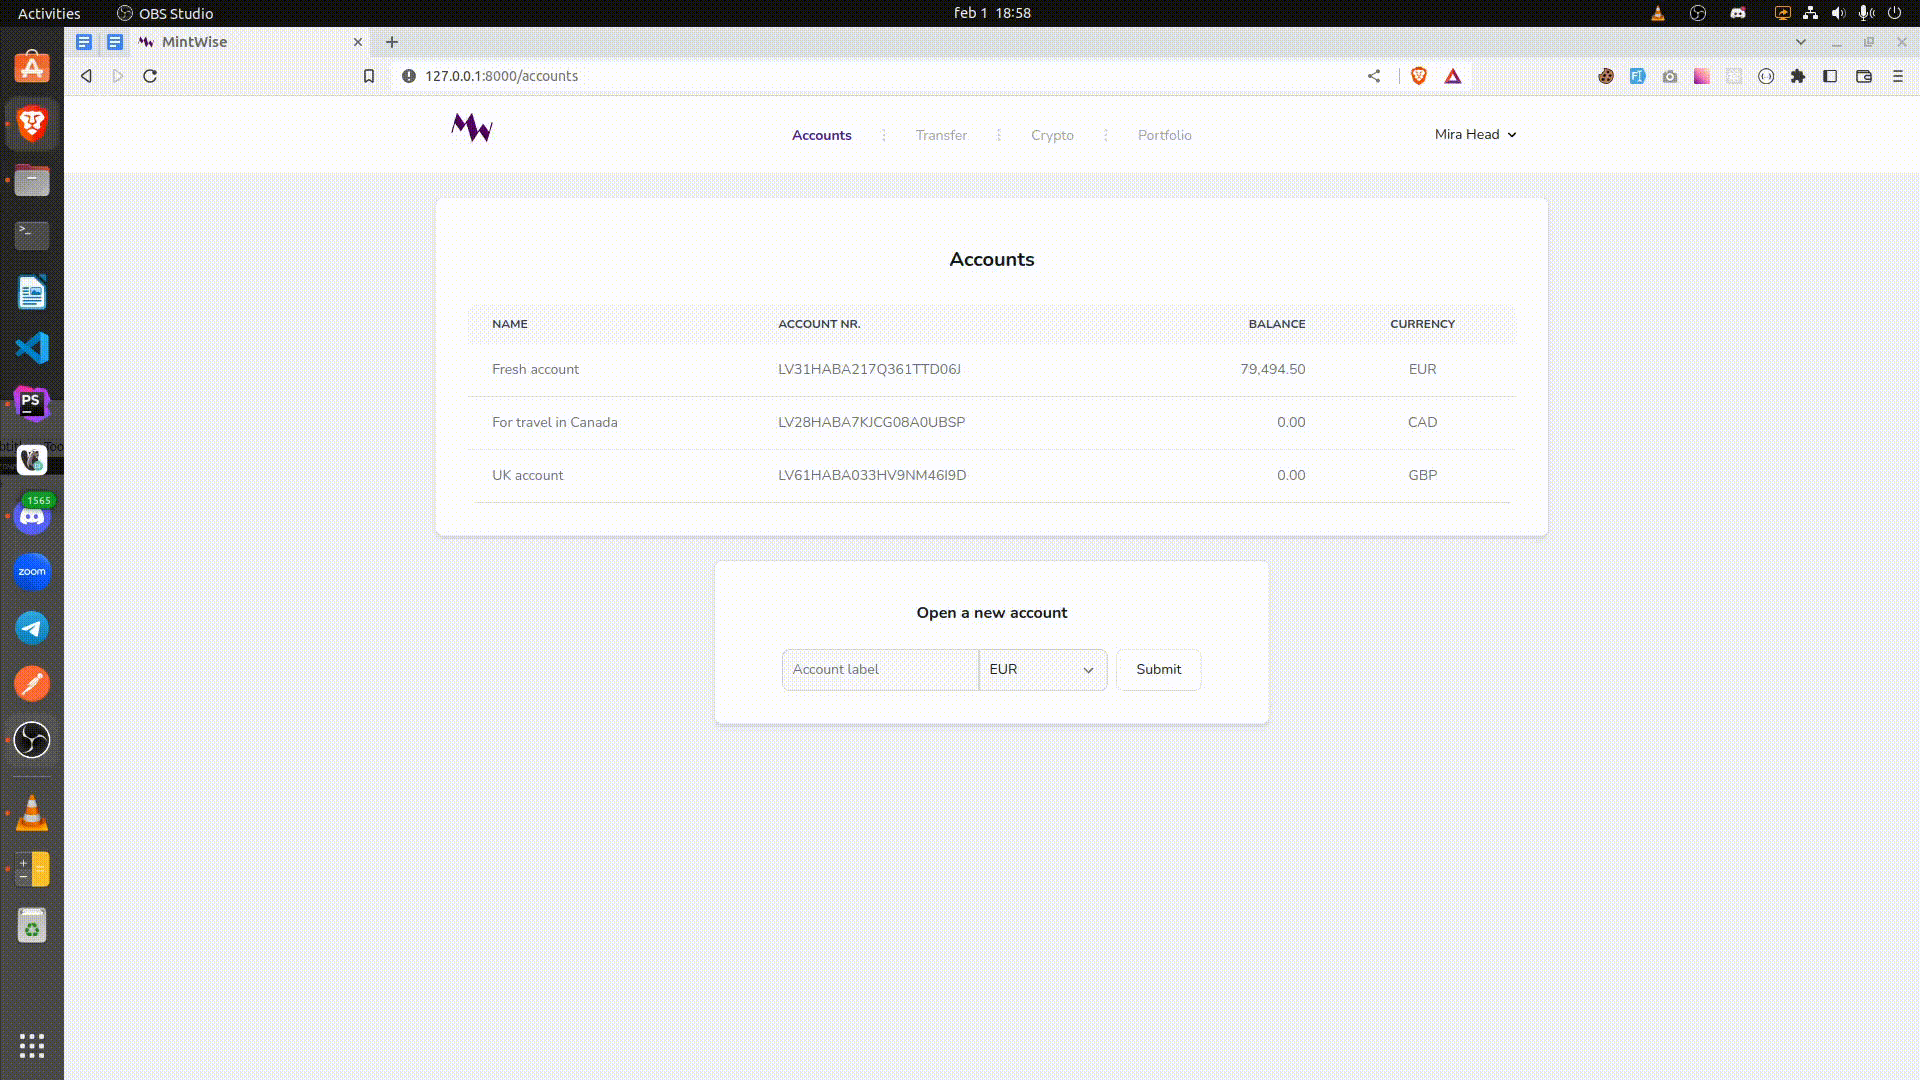 Activities OBS Studio feb 1 18:58
MintWise
127.0.0.1:8000/accounts
Accounts Transfer Crypto Portfolio Mira Head
Accounts
NAME ACCOUNT NR. BALANCE CURRENCY
Fresh account LV31HABA217Q361TTD06J 79,494.50 EUR
For travel in Canada LV28HABA7KJCG08A0UBSP 0.00 CAD
UK account LV61HABA033HV9NM46I9D 0.00 GBP
Open a new account
Account label EUR Submit
PS
1565
zoom